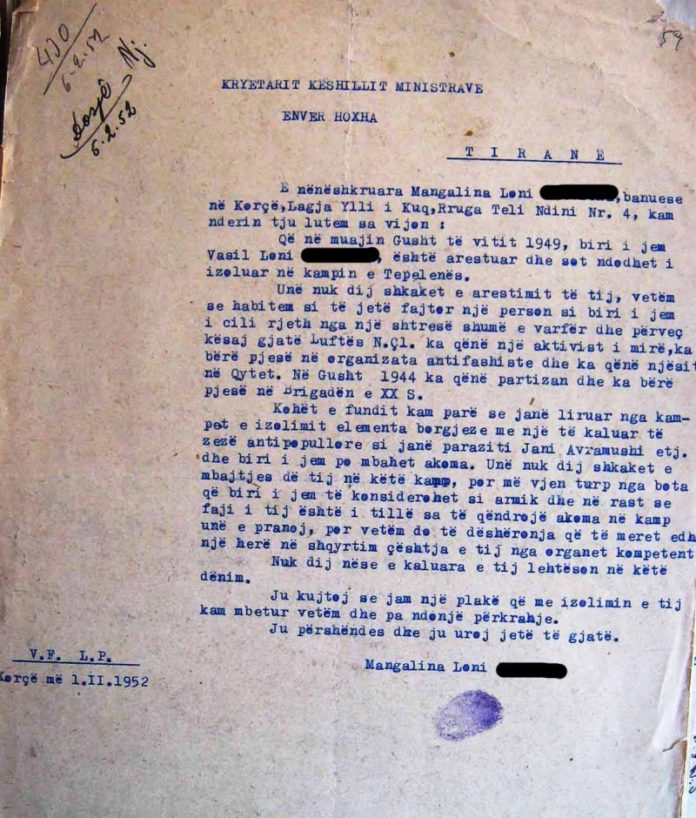 410
6.2.52
Nj.
Dosjê
6.2.52
59
KRYETARIT KESHILLIT MINISTRAVE
ENVER HOXHA
T I R A N E
E nënëshkruara Mangalina Loni ,banuese
në Korçë,Lagja Ylli i Kuq,Rruga Teli Ndini Nr. 4, kam
nderin tju lutem sa vijon :
Që në muajin Gusht të vitit 1949, biri i jem
Vasil Loni , është arestuar dhe sot ndodhet i
izoluar në kampin e Tepelenës.
Unë nuk dij shkaket e arestimit të tij, vetëm
se habitem si të jetë fajtor një person si biri i jem
i cili rjeth nga një shtresë shumë e varfër dhe përveç
kësaj gjatë Luftës N.Çl. ka qënë një aktivist i mirë,ka
bërë pjesë në organizata antifashiste dhe ka qënë njësit
në Qytet. Në Gusht 1944 ka qënë partizan dhe ka bërë
pjesë në Brigadën e XX S.
Kohët e fundit kam parë se janë liruar nga kam-
pet e izolimit elementa borgjeze me një të kaluar të
zezë antipopullore si janë paraziti Jani Avramushi etj.
dhe biri i jem po mbahet akoma. Unë nuk dij shkaket e
mbajtjes dë tij në këtë kamp, por më vjen turp nga bota
që biri i jem të konsiderohet si armik dhe në rast se
faji i tij është i tillë sa të qëndrojë akoma në kamp
unë e pranoj, por vetëm do të dëshëronja që të meret edh
një herë në shqyrtim çështja e tij nga organet kompetent
Nuk dij nëse e kaluara e tij lehtëson në këtë
dënim.
Ju kujtoj se jam një plakë që me izolimin e tij
kam mbetur vetëm dhe pa ndonjë përkrahje.
Ju përshëndes dhe ju uroj jetë të gjatë.
V.F. L.P.
Korçë më 1.II.1952
Mangalina Loni